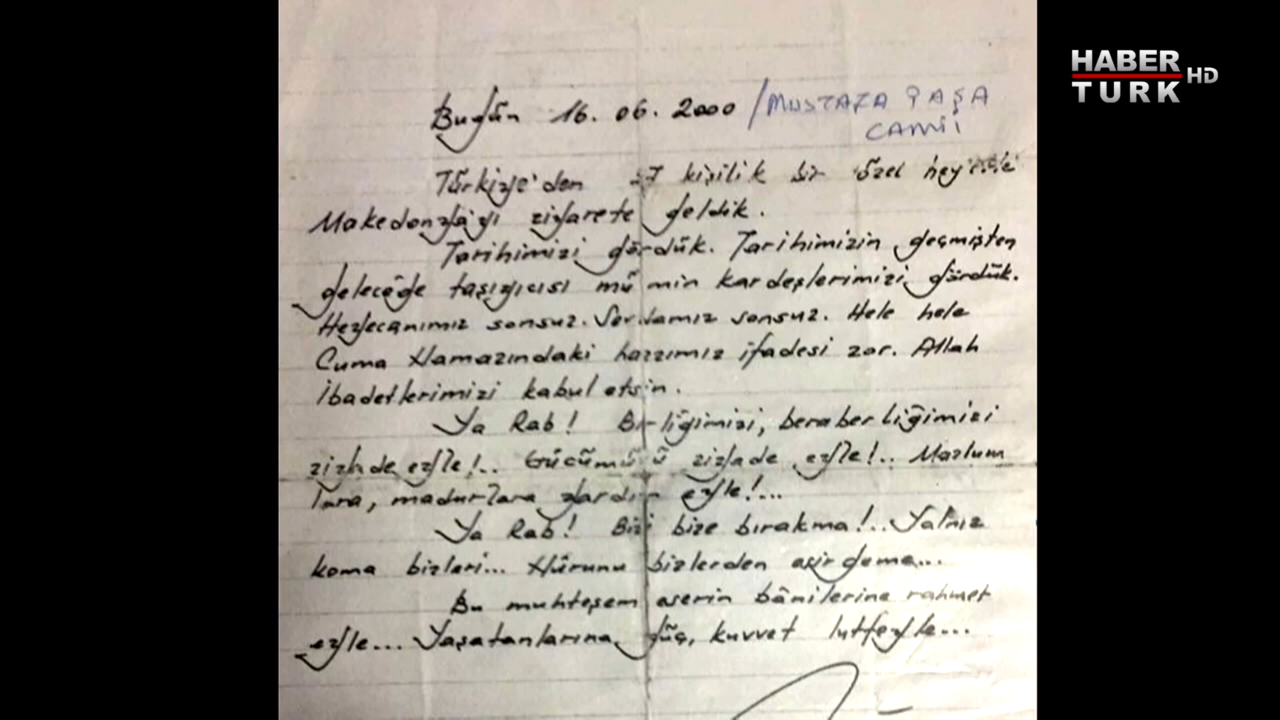 HABER
TURK HD
Bugün 16.06.2000 / MUSTAFA PAŞA
CAMİİ
Türkiye'den kişilik bir özel heyetle
Makedonya'yı ziyarete geldik.
Tarihimizi gördük. Tarihimizin geçmişten
geleceğe taşıyıcısı mü'min kardeşlerimizi gördük.
Heyecanımız sonsuz. Sevdamız sonsuz. Hele hele
Cuma Namazındaki hazzımız ifadesi zor. Allah
İbadetlerimizi kabul etsin.
Ya Rab! Birliğimizi, beraberliğimizi
ziyade eyle!.. Gücümüzü ziyade eyle!.. Mazlum
lara, madurlara yardım eyle!...
Ya Rab! Bizi bize bırakma!.. Yalnız
koma bizleri... Nûrunu bizlerden esirgeme...
Bu muhteşem eserin bânilerine rahmet
eyle... Yaşatanlarına güç, kuvvet lutfeyle...